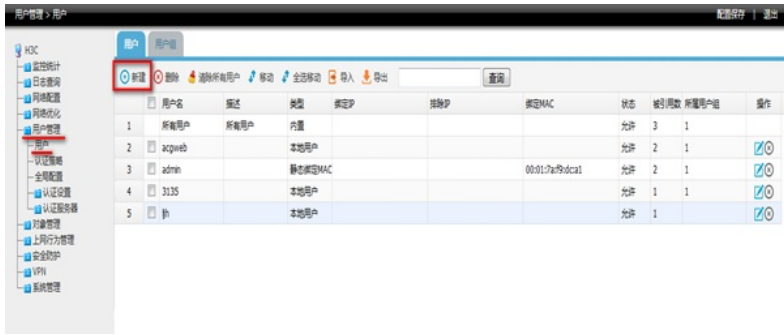 用户管理 > 用户
配置保存 | 退出
H3C
监控统计
日志查询
网络配置
网络优化
用户管理
用户
认证策略
全局配置
认证设置
认证服务器
对象管理
上网行为管理
安全防护
VPN
系统管理
用户 用户组
新建 删除 清除所有用户 移动 全选移动 导入 导出 查询
用户名 描述 类型 绑定IP 排除IP 绑定MAC 状态 被引用数 所属用户组 操作
1 所有用户 所有用户 内置 允许 3 1
2 acgweb 本地用户 允许 2 1
3 admin 静态绑定MAC 00:01:7a:f9:dc:a1 允许 2 1
4 3135 本地用户 允许 1 1
5 ljh 本地用户 允许 1